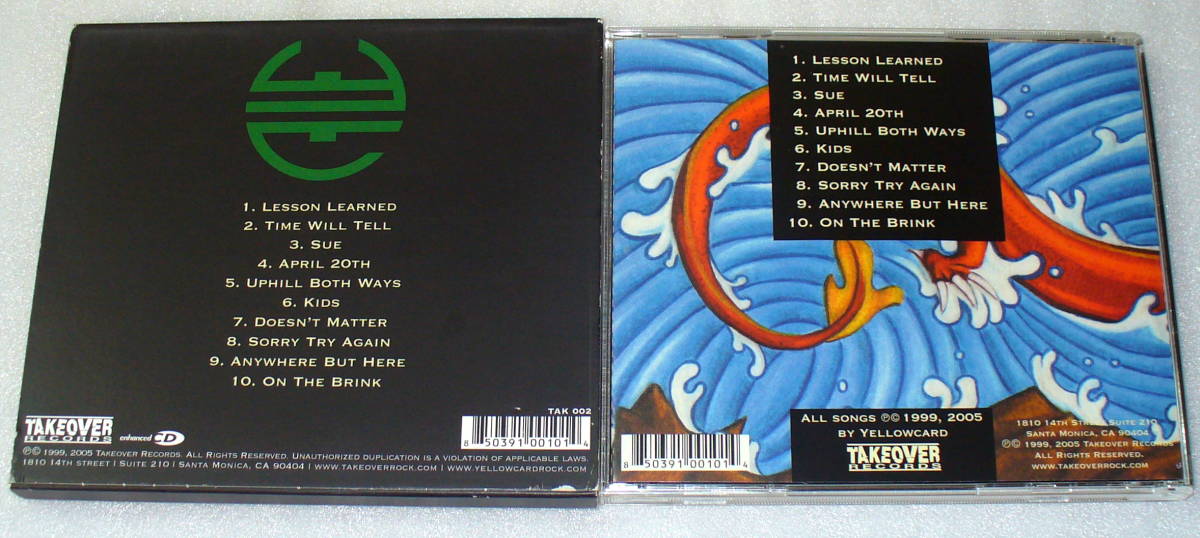 1. LESSON LEARNED
2. TIME WILL TELL
3. SUE
4. APRIL 20TH
5. UPHILL BOTH WAYS
6. KIDS
7. DOESN'T MATTER
8. SORRY TRY AGAIN
9. ANYWHERE BUT HERE
10. ON THE BRINK
TAK 002
TAKEOVER
RECORDS
enhanced CD
8 50391 00101 4
℗© 1999, 2005 TAKEOVER RECORDS. ALL RIGHTS RESERVED. UNAUTHORIZED DUPLICATION IS A VIOLATION OF APPLICABLE LAWS.
1810 14TH STREET | SUITE 210 | SANTA MONICA, CA 90404 | WWW.TAKEOVERROCK.COM | WWW.YELLOWCARDROCK.COM
1. LESSON LEARNED
2. TIME WILL TELL
3. SUE
4. APRIL 20TH
5. UPHILL BOTH WAYS
6. KIDS
7. DOESN'T MATTER
8. SORRY TRY AGAIN
9. ANYWHERE BUT HERE
10. ON THE BRINK
8 50391 00101 4
ALL SONGS ℗© 1999, 2005
BY YELLOWCARD
TAKEOVER
RECORDS
1810 14TH STREET SUITE 210
SANTA MONICA, CA 90404
℗© 1999, 2005 TAKEOVER RECORDS
ALL RIGHTS RESERVED.
WWW.TAKEOVERROCK.COM